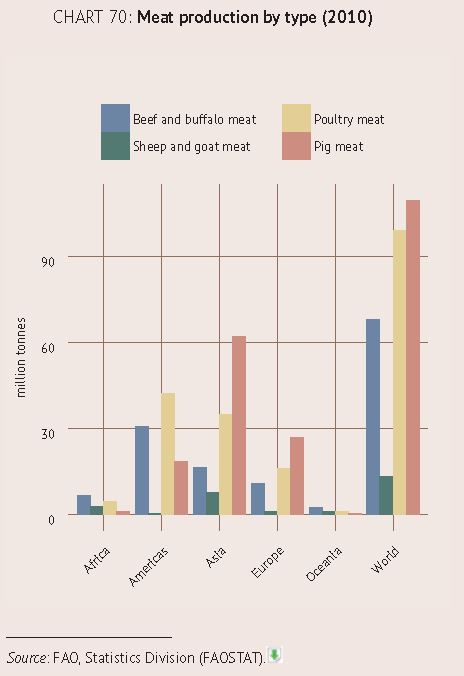 CHART 70: Meat production by type (2010)
Beef and buffalo meat
Poultry meat
Sheep and goat meat
Pig meat
90
60
30
0
million tonnes
Africa
Americas
Asia
Europe
Oceania
World
Source: FAO, Statistics Division (FAOSTAT).